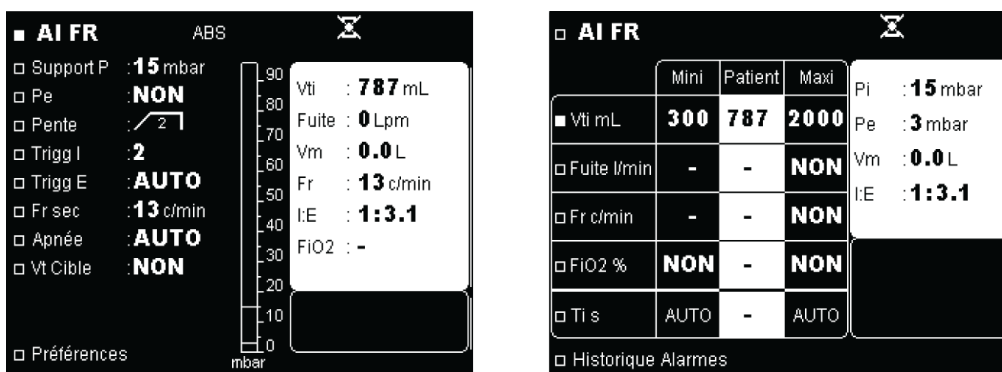 AI FR ABS
Support P :15 mbar
Pe :NON
Pente : 2
Trigg I :2
Trigg E :AUTO
Fr sec :13 c/min
Apnée :AUTO
Vt Cible :NON
Préférences
90
80
70
60
50
40
30
20
10
0
mbar
Vti : 787 mL
Fuite : 0 Lpm
Vm : 0.0 L
Fr : 13 c/min
I:E : 1:3.1
FiO2 : -
AI FR
Mini Patient Maxi
Vti mL 300 787 2000
Fuite l/min - - NON
Fr c/min - - NON
FiO2 % NON - NON
Ti s AUTO - AUTO
Historique Alarmes
Pi :15 mbar
Pe :3 mbar
Vm :0.0 L
I:E :1:3.1